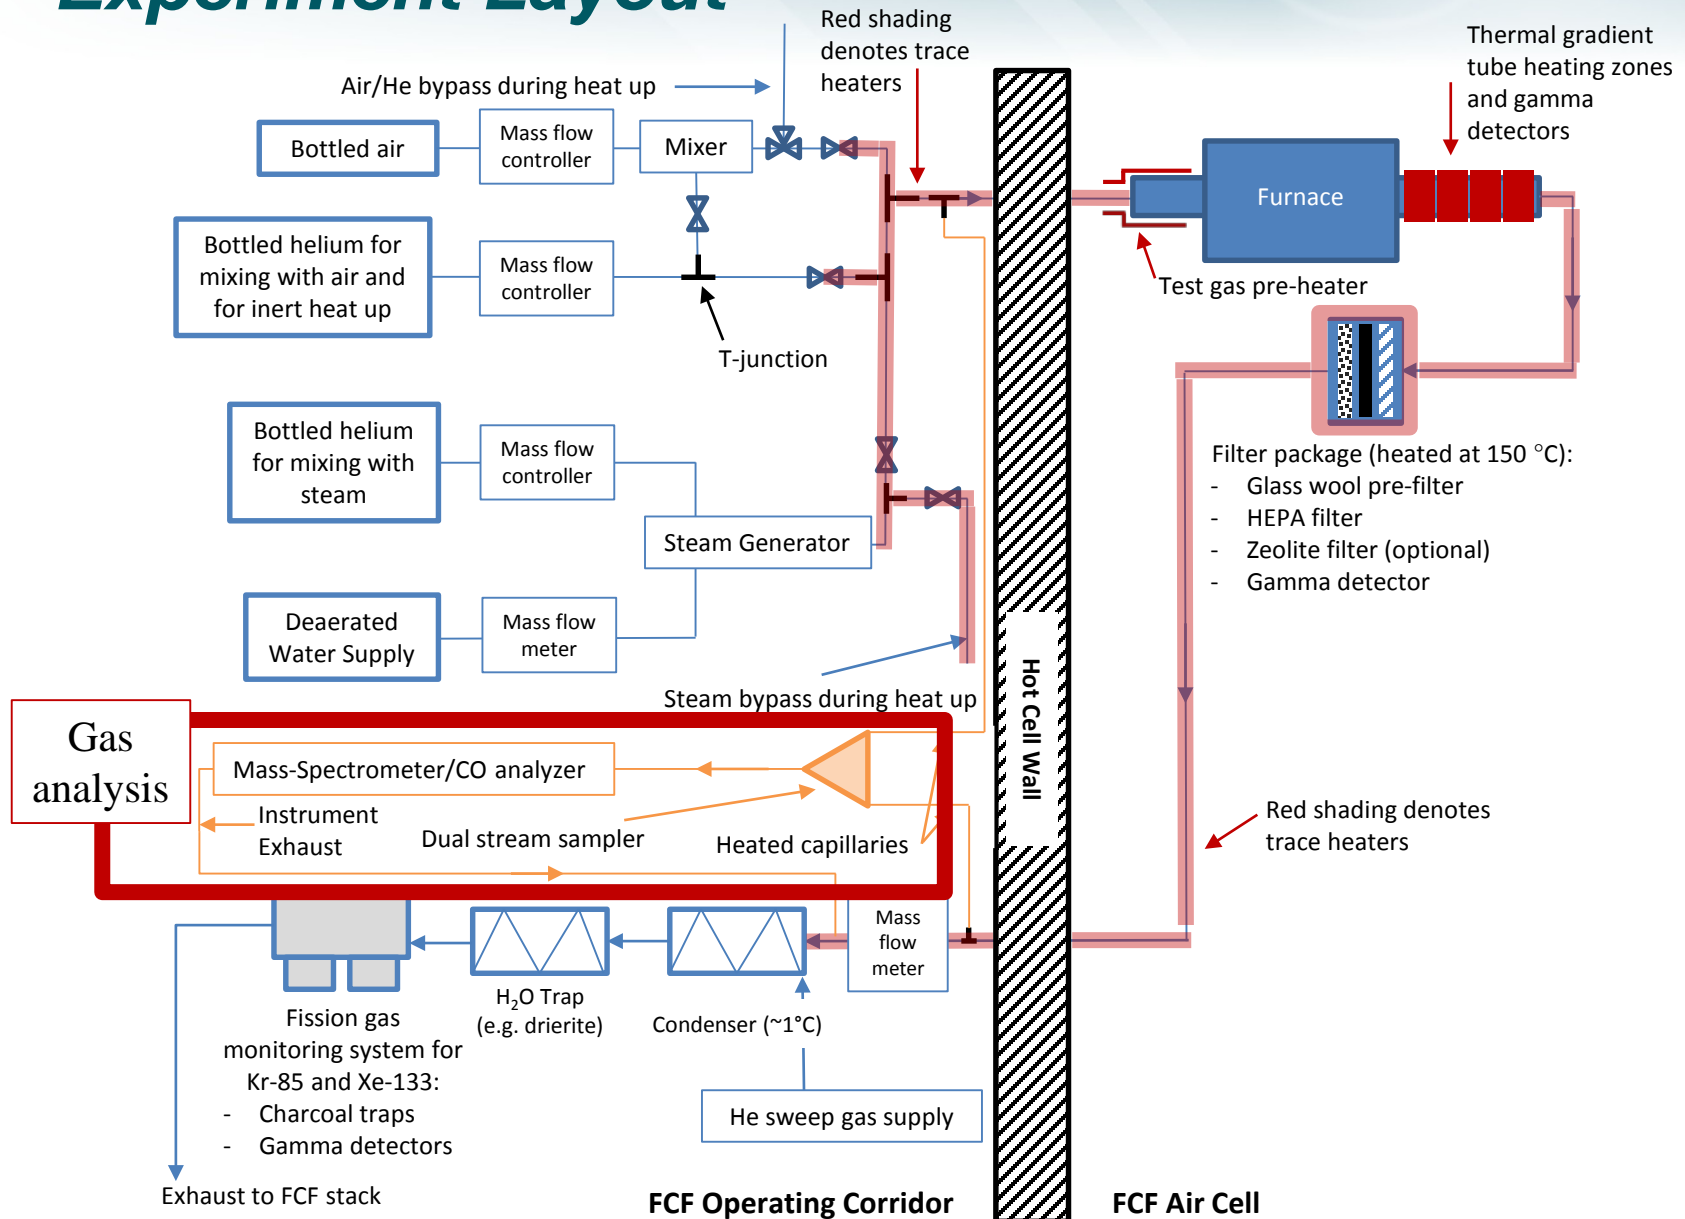 Experiment Layout
Red shading
denotes trace
heaters
Thermal gradient
tube heating zones
and gamma
detectors
Air/He bypass during heat up
Bottled air
Mass flow
controller
Mixer
Furnace
Bottled helium for
mixing with air and
for inert heat up
Mass flow
controller
Test gas pre-heater
T-junction
Bottled helium
for mixing with
steam
Mass flow
controller
Filter package (heated at 150 °C):
- Glass wool pre-filter
- HEPA filter
- Zeolite filter (optional)
- Gamma detector
Steam Generator
Deaerated
Water Supply
Mass flow
meter
Steam bypass during heat up
Hot Cell Wall
Gas
analysis
Mass-Spectrometer/CO analyzer
Instrument
Exhaust
Dual stream sampler
Heated capillaries
Red shading denotes
trace heaters
Mass
flow
meter
H2O Trap
(e.g. drierite)
Condenser (~1°C)
Fission gas
monitoring system for
Kr-85 and Xe-133:
- Charcoal traps
- Gamma detectors
He sweep gas supply
Exhaust to FCF stack
FCF Operating Corridor
FCF Air Cell